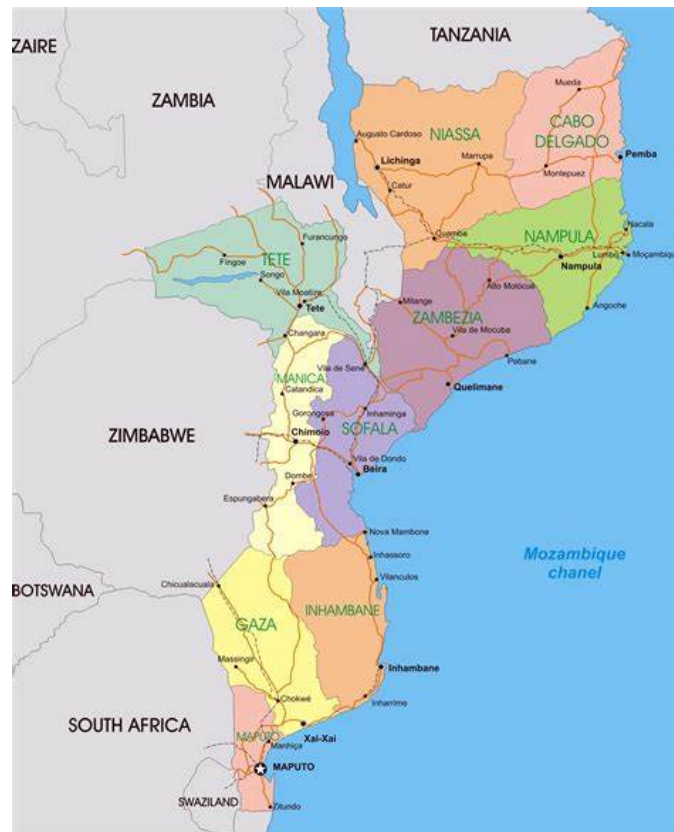 TANZANIA
ZAIRE
Mueda
ZAMBIA
CABO
DELGADO
NIASSA
Augusto Cardoso
Lichinga
Marrupa
Pemba
Montepuez
MALAWI
Catur
Nacala
Cuamba
NAMPULA
Furancungo
Lumbo
Moçambiqu
TETE
Fingoe
Nampula
Songo
Alto Molócue
Vila Moatize
Milange
Tete
Angoche
ZAMBEZIA
Vila de Mocuba
Changara
Pebane
Vila de Sene
MANICA
Quelimane
Catandica
Inhaminga
Gorongosa
SOFALA
ZIMBABWE
Chimoio
Vila de Dondo
Beira
Dombe
Espungabera
Nova Mambone
Mozambique
chanel
Inhassoro
Vilanculos
Chicualacuala
BOTSWANA
INHAMBANE
GAZA
Massingir
Inhambane
Chokwé
Inharrime
SOUTH AFRICA
Xai-Xai
MAPUTO
Manhiça
MAPUTO
SWAZILAND
Zitundo